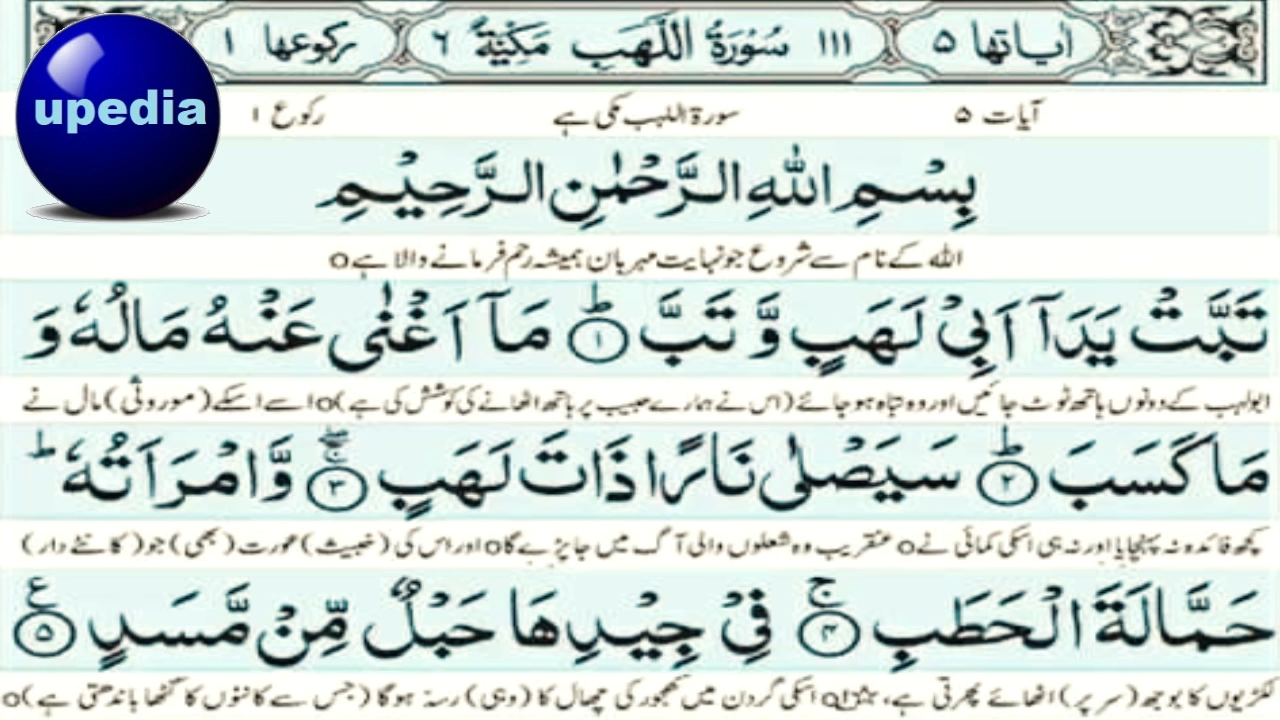 اٰیاتها ٥ ١١١ سُوْرَةُ اللَّهَبِ مَكِّيَّةٌ ٦ رکوعها ١
upedia
آیات ۵ سورۃ اللہب مکی ہے رکوع ۱
بِسْمِ اللّٰهِ الرَّحْمٰنِ الرَّحِيْمِ
اللہ کے نام سے شروع جو نہایت مہربان ہمیشہ رحم فرمانے والا ہے o
تَبَّتْ يَدَآ اَبِيْ لَهَبٍ وَّ تَبَّ ؕ ١ مَآ اَغْنٰى عَنْهُ مَالُهٗ وَ
ابولہب کے دونوں ہاتھ ٹوٹ جائیں اور وہ تباہ ہو جائے (اس نے ہمارے حبیب پر ہاتھ اٹھانے کی کوشش کی ہے) o اسے اسکے (موروثی) مال نے
مَا كَسَبَ ؕ ٢ سَيَصْلٰى نَارًا ذَاتَ لَهَبٍ ۚ ٣ وَّ امْرَاَتُهٗ ؕ
کچھ فائدہ نہ پہنچایا اور نہ ہی اسکی کمائی نے o عنقریب وہ شعلوں والی آگ میں جا پڑے گا o اور اس کی (خبیث) عورت (بھی) جو (کانٹے دار)
حَمَّالَةَ الْحَطَبِ ۚ ٤ فِيْ جِيْدِهَا حَبْلٌ مِّنْ مَّسَدٍ ٥ ع
لکڑیوں کا بوجھ (سر پر) اٹھائے پھرتی ہے، اسکی گردن میں کھجور کی چھال کا (وہی) رسہ ہوگا (جس سے کانٹوں کا گٹھا باندھتی ہے) o